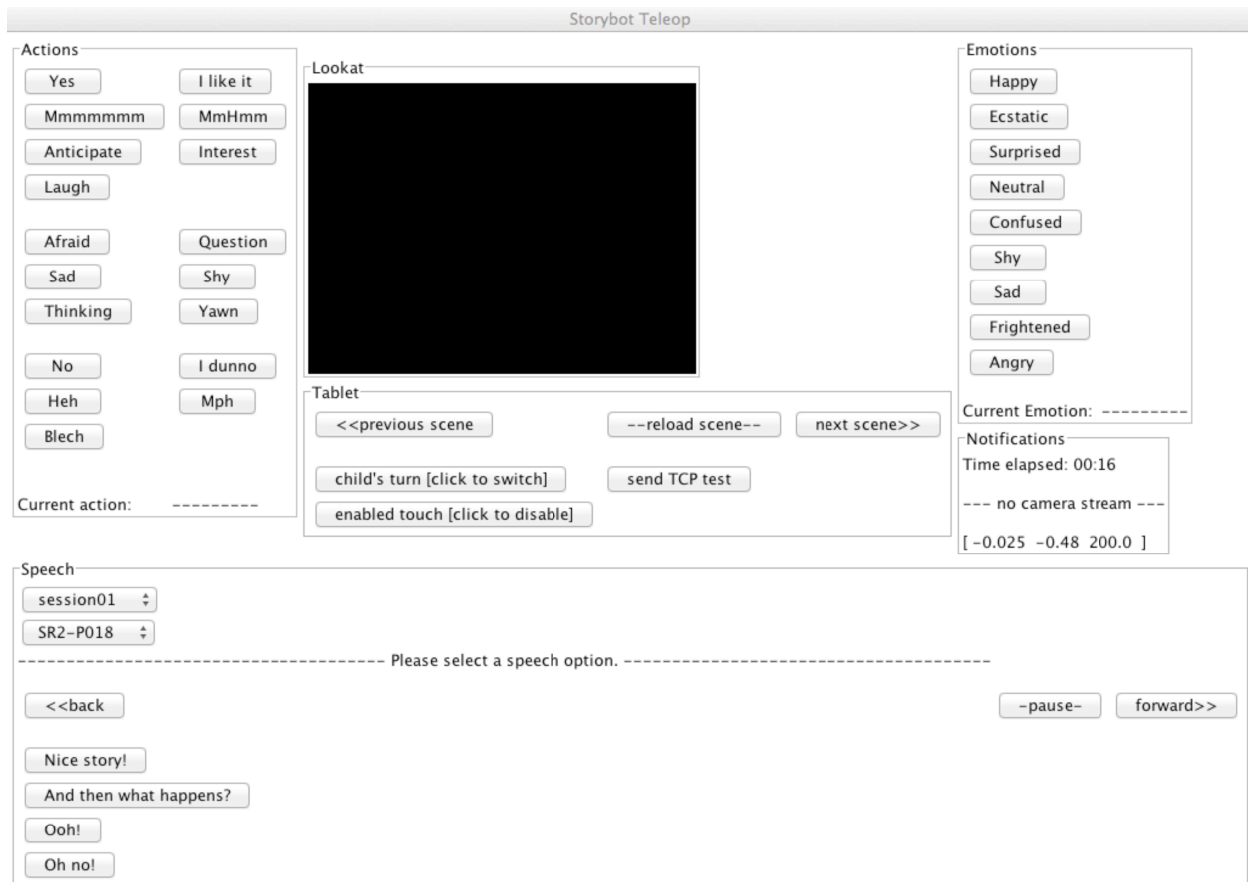 Storybot Teleop
Actions
Yes
I like it
Mmmmmmm
MmHmm
Anticipate
Interest
Laugh
Afraid
Question
Sad
Shy
Thinking
Yawn
No
I dunno
Heh
Mph
Blech
Current action: ---------
Lookat
Tablet
<<previous scene
--reload scene--
next scene>>
child's turn [click to switch]
send TCP test
enabled touch [click to disable]
Emotions
Happy
Ecstatic
Surprised
Neutral
Confused
Shy
Sad
Frightened
Angry
Current Emotion: ---------
Notifications
Time elapsed: 00:16
--- no camera stream ---
[ -0.025 -0.48 200.0 ]
Speech
session01
SR2-P018
-------------------------------------- Please select a speech option. --------------------------------------
<<back
-pause-
forward>>
Nice story!
And then what happens?
Ooh!
Oh no!